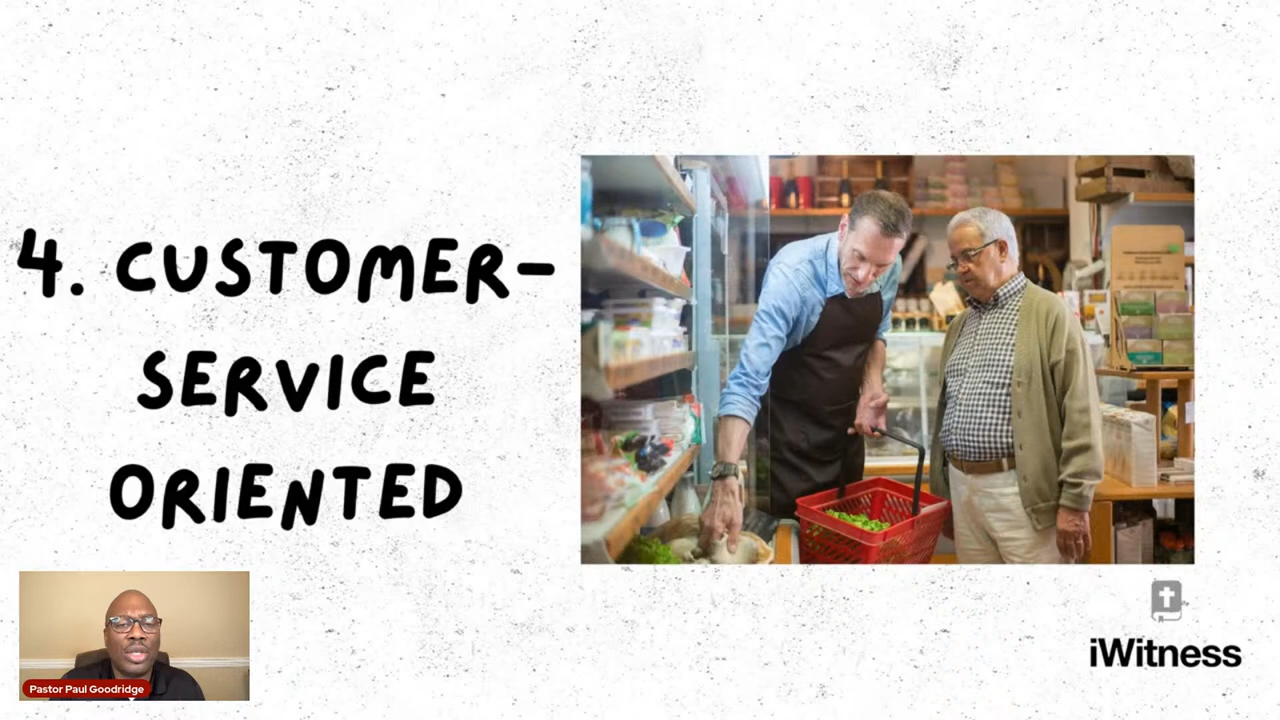 4. CUSTOMER-
SERVICE
ORIENTED
Pastor Paul Goodridge
iWitness